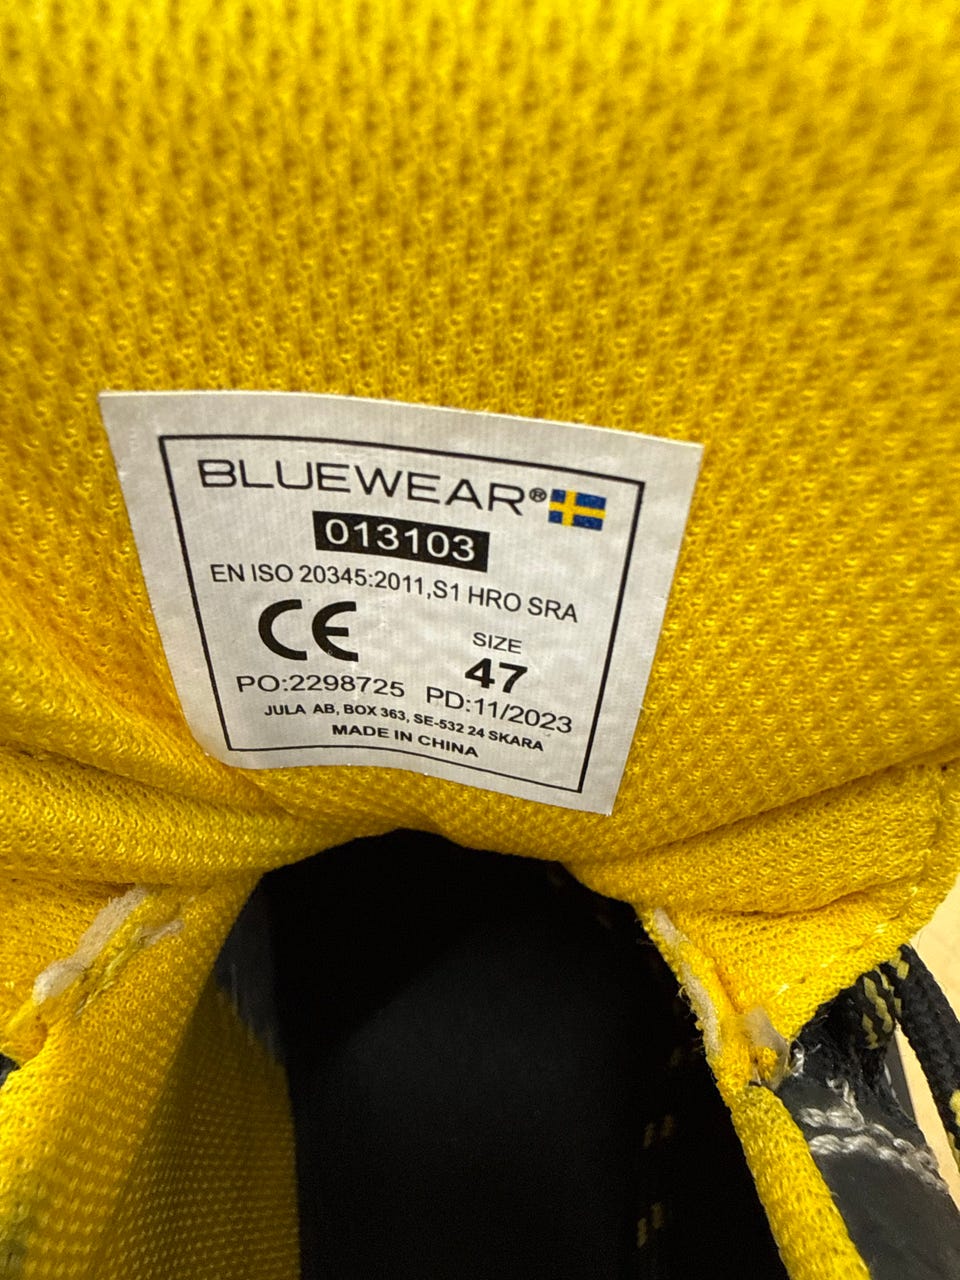 BLUEWEAR®
013103
EN ISO 20345:2011,S1 HRO SRA
CE
SIZE
47
PO:2298725 PD:11/2023
JULA AB, BOX 363, SE-532 24 SKARA
MADE IN CHINA